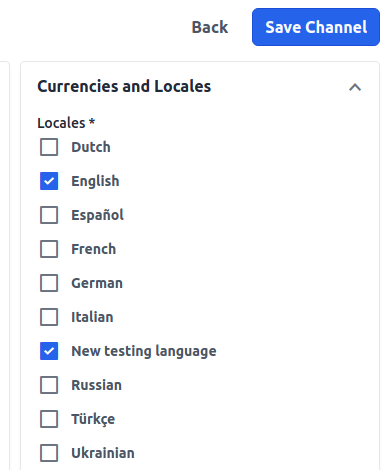 Back Save Channel
Currencies and Locales
Locales *
Dutch
English
Español
French
German
Italian
New testing language
Russian
Türkçe
Ukrainian